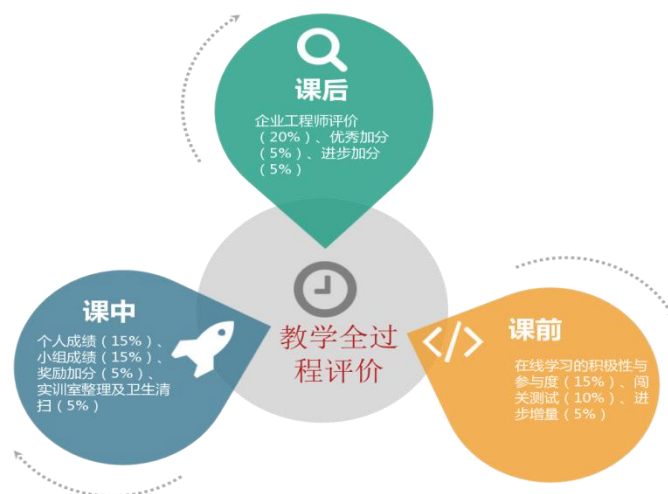 课后
企业工程师评价
（20%）、优秀加分
（5%）、进步加分
（5%）
课中
个人成绩（15%）、
小组成绩（15%）、
奖励加分（5%）、
实训室整理及卫生清
扫（5%）
教学全过
程评价
</>
课前
在线学习的积极性与
参与度（15%）、闯
关测试（10%）、进
步增量（5%）